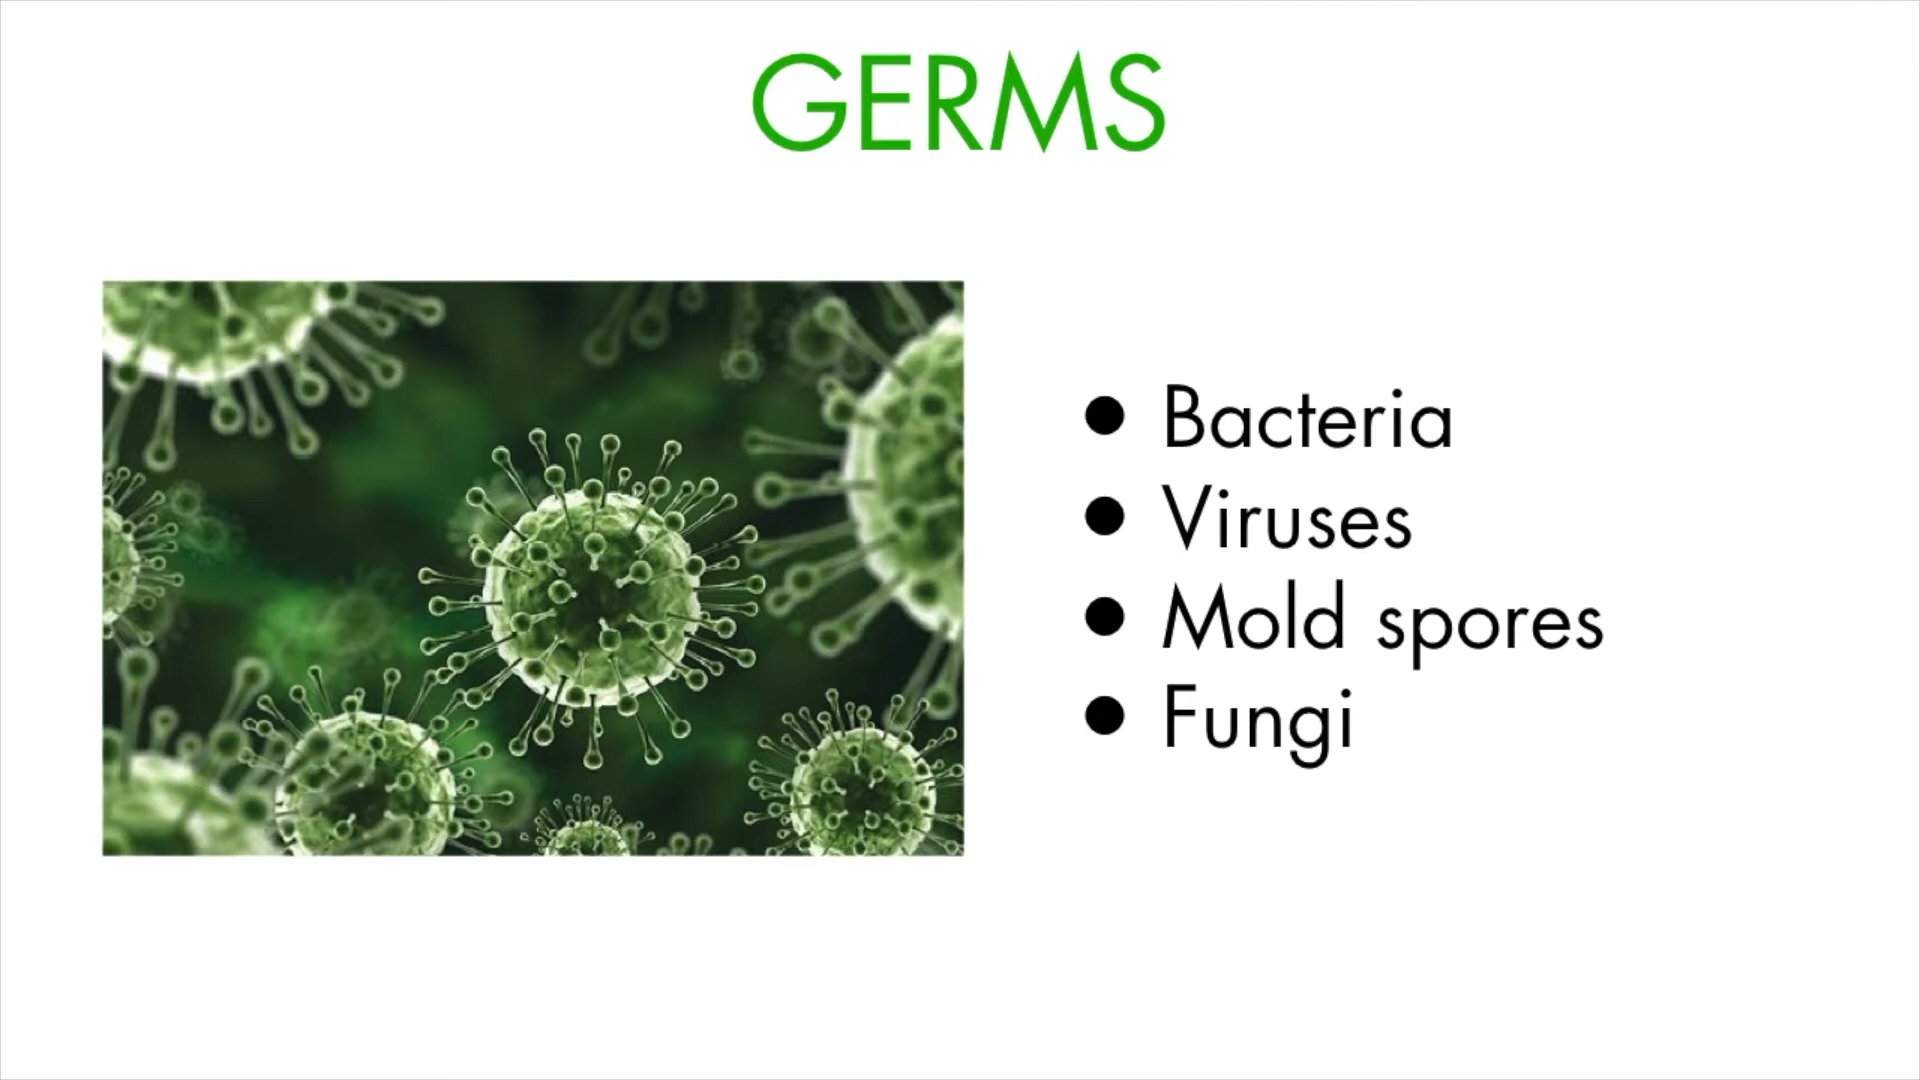 GERMS
• Bacteria
• Viruses
• Mold spores
• Fungi